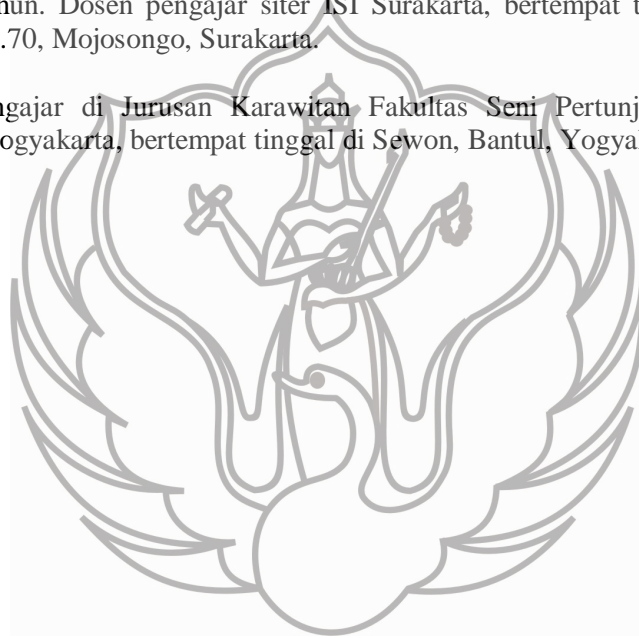 un. Dosen pengajar siter ISI Surakarta, bertempat t
.70, Mojosongo, Surakarta.
ngajar di Jurusan Karawitan Fakultas Seni Pertunj
ogyakarta, bertempat tinggal di Sewon, Bantul, Yogya